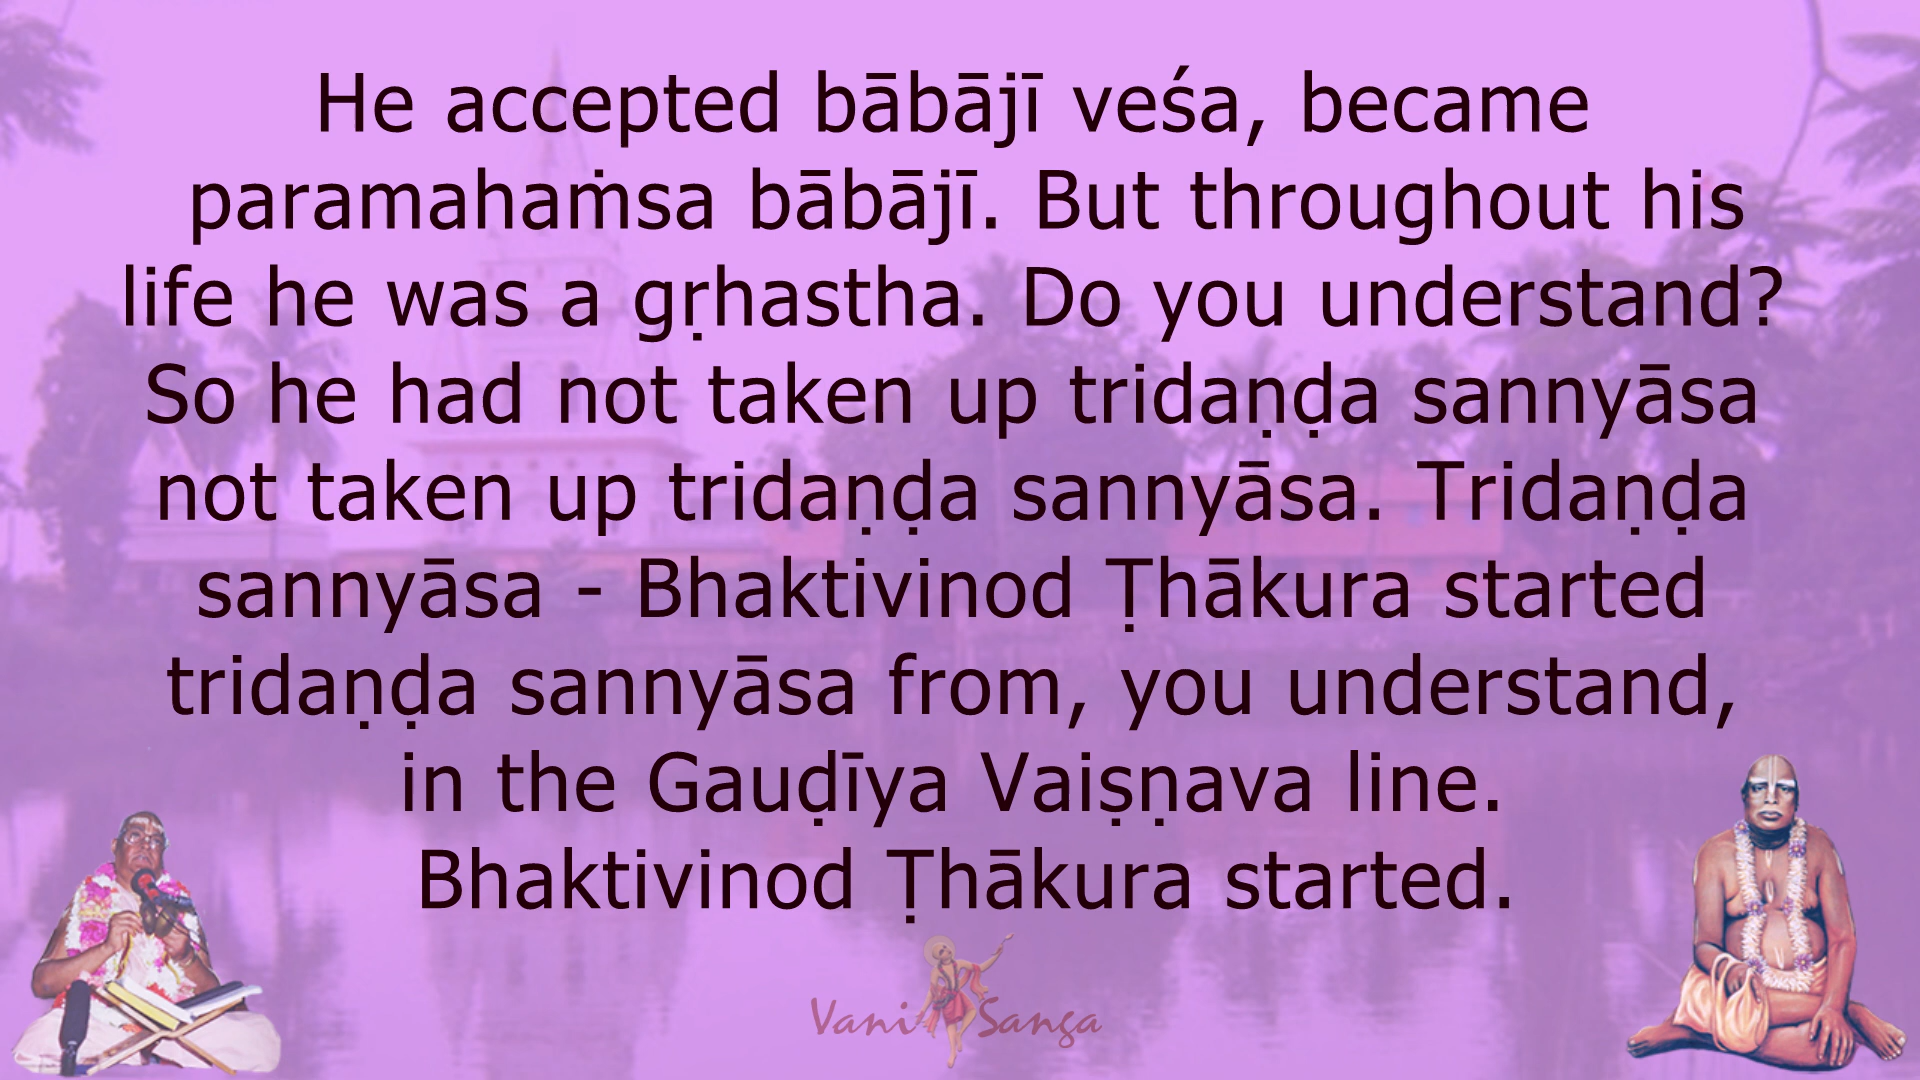 He accepted bābājī veśa, became
paramahaṁsa bābājī. But throughout his
life he was a gṛhastha. Do you understand?
So he had not taken up tridaṇḍa sannyāsa
not taken up tridaṇḍa sannyāsa. Tridaṇḍa
sannyāsa - Bhaktivinod Ṭhākura started
tridaṇḍa sannyāsa from, you understand,
in the Gauḍīya Vaiṣṇava line.
Bhaktivinod Ṭhākura started.
Vani Sanga